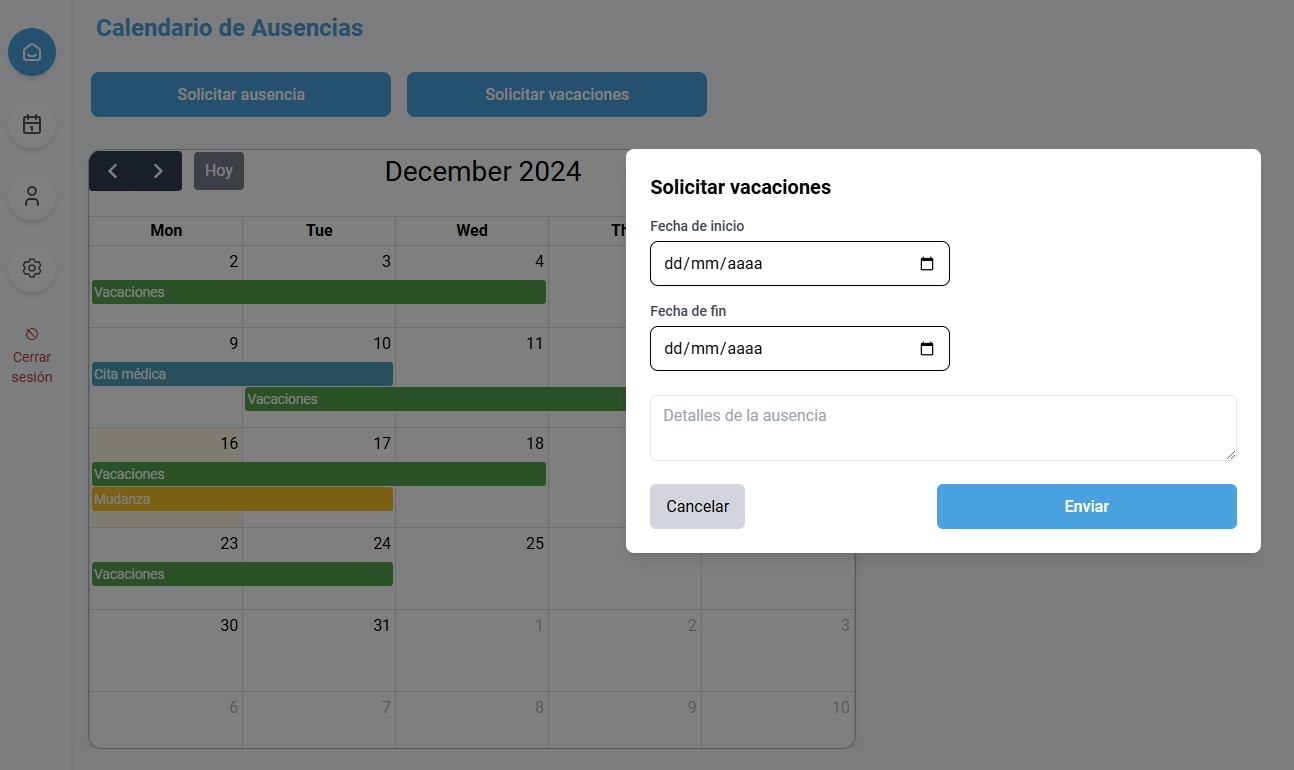 Calendario de Ausencias
Solicitar ausencia
Solicitar vacaciones
Hoy
December 2024
Mon
Tue
Wed
Th
2
3
4
Vacaciones
9
10
11
Cita médica
Vacaciones
16
17
18
Vacaciones
Mudanza
23
24
25
Vacaciones
30
31
1
2
3
6
7
8
9
10
1
Cerrar
sesión
Solicitar vacaciones
Fecha de inicio
dd/mm/aaaa
Fecha de fin
dd/mm/aaaa
Detalles de la ausencia
Cancelar
Enviar